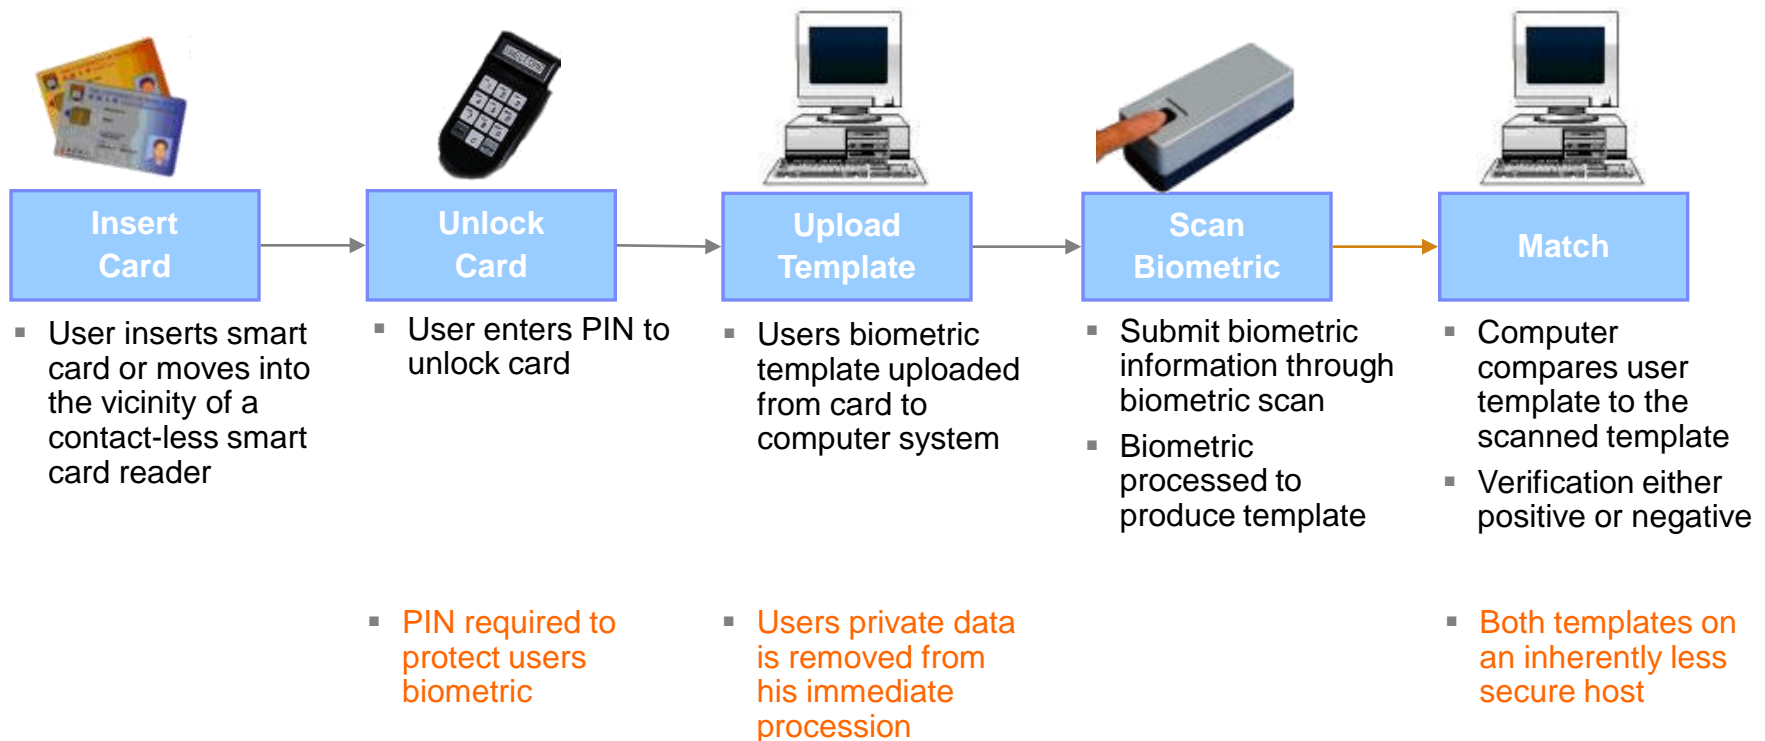 Insert
Card
Unlock
Card
Upload
Template
Scan
Biometric
Match
▪ User inserts smart
card or moves into
the vicinity of a
contact-less smart
card reader
▪ User enters PIN to
unlock card
▪ Users biometric
template uploaded
from card to
computer system
▪ Submit biometric
information through
biometric scan
▪ Biometric
processed to
produce template
▪ Computer
compares user
template to the
scanned template
▪ Verification either
positive or negative
▪ PIN required to
protect users
biometric
▪ Users private data
is removed from
his immediate
procession
▪ Both templates on
an inherently less
secure host